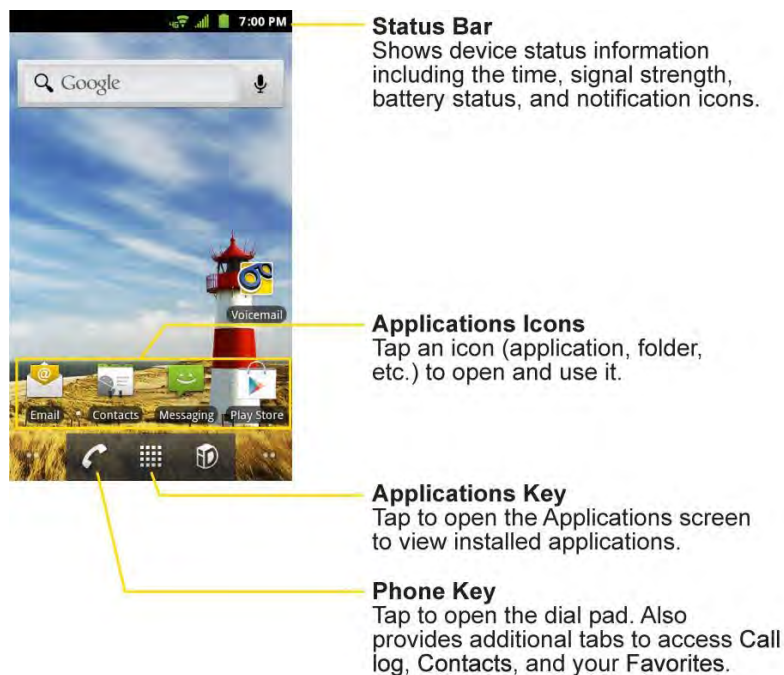 4G
7:00 PM
Google
Voicemail
@
Email
Contacts
Messaging
Play Store
Status Bar
Shows device status information
including the time, signal strength,
battery status, and notification icons.
Applications Icons
Tap an icon (application, folder,
etc.) to open and use it.
Applications Key
Tap to open the Applications screen
to view installed applications.
Phone Key
Tap to open the dial pad. Also
provides additional tabs to access Call
log, Contacts, and your Favorites.